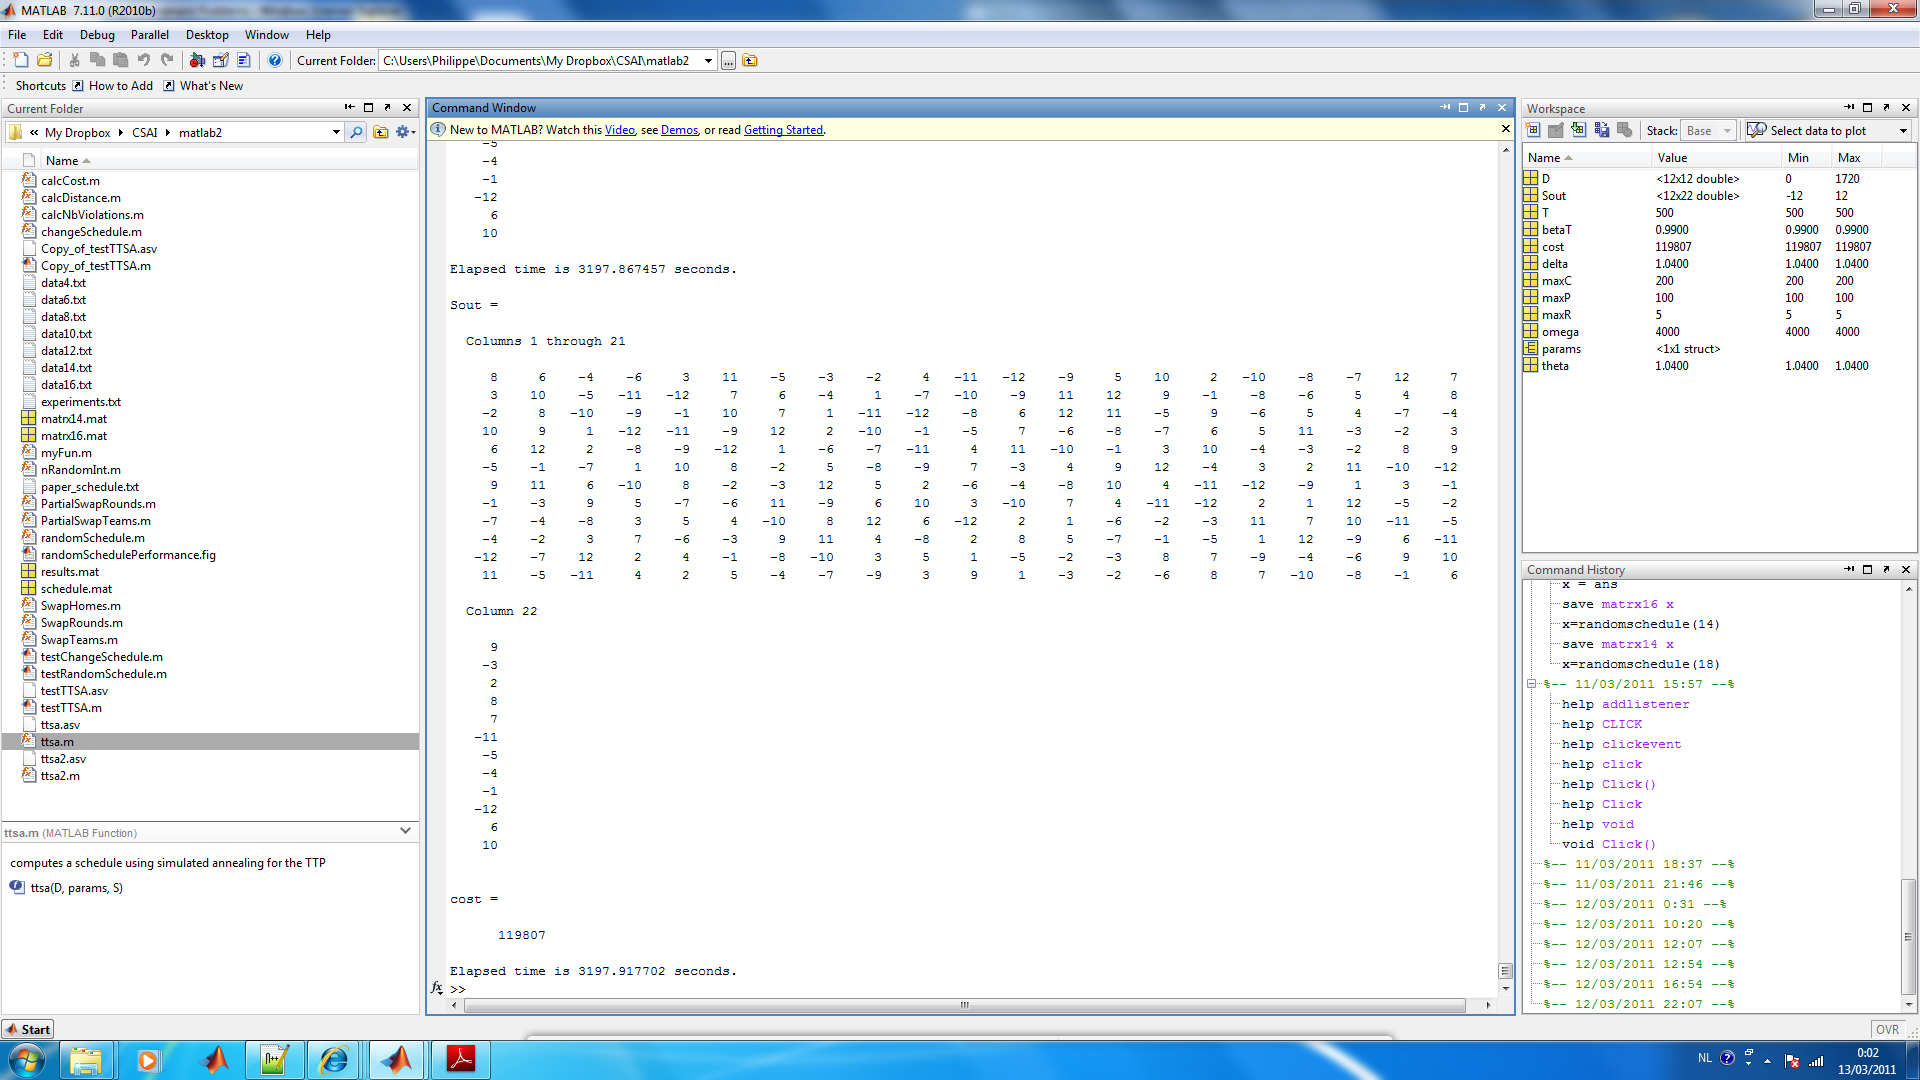 MATLAB 7.11.0 (R2010b)
File Edit Debug Parallel Desktop Window Help
Current Folder: C:\Users\Philippe\Documents\My Dropbox\CSAI\matlab2 ...
Shortcuts How to Add What's New
Current Folder
« My Dropbox CSAI matlab2
Name
calcCost.m
calcDistance.m
calcNbViolations.m
changeSchedule.m
Copy_of_testTTSA.asv
Copy_of_testTTSA.m
data4.txt
data6.txt
data8.txt
data10.txt
data12.txt
data14.txt
data16.txt
experiments.txt
matrx14.mat
matrx16.mat
myFun.m
nRandomInt.m
paper_schedule.txt
PartialSwapRounds.m
PartialSwapTeams.m
randomSchedule.m
randomSchedulePerformance.fig
results.mat
schedule.mat
SwapHomes.m
SwapRounds.m
SwapTeams.m
testChangeSchedule.m
testRandomSchedule.m
testTTSA.asv
testTTSA.m
ttsa.asv
ttsa.m
ttsa2.asv
ttsa2.m
ttsa.m (MATLAB Function)
computes a schedule using simulated annealing for the TTP
ttsa(D, params, S)
Command Window
New to MATLAB? Watch this Video, see Demos, or read Getting Started.
-5
-4
-1
-12
6
10
Elapsed time is 3197.867457 seconds.
Sout =
Columns 1 through 21
8 6 -4 -6 3 11 -5 -3 -2 4 -11 -12 -9 5 10 2 -10 -8 -7 12 7
3 10 -5 -11 -12 7 6 -4 1 -7 -10 -9 11 12 9 -1 -8 -6 5 4 8
-2 8 -10 -9 -1 10 7 1 -11 -12 -8 6 12 11 -5 9 -6 5 4 -7 -4
10 9 1 -12 -11 -9 12 2 -10 -1 -5 7 -6 -8 -7 6 5 11 -3 -2 3
6 12 2 -8 -9 -12 1 -6 -7 -11 4 11 -10 -1 3 10 -4 -3 -2 8 9
-5 -1 -7 1 10 8 -2 5 -8 -9 7 -3 4 9 12 -4 3 2 11 -10 -12
9 11 6 -10 8 -2 -3 12 5 2 -6 -4 -8 10 4 -11 -12 -9 1 3 -1
-1 -3 9 5 -7 -6 11 -9 6 10 3 -10 7 4 -11 -12 2 1 12 -5 -2
-7 -4 -8 3 5 4 -10 8 12 6 -12 2 1 -6 -2 -3 11 7 10 -11 -5
-4 -2 3 7 -6 -3 9 11 4 -8 2 8 5 -7 -1 -5 1 12 -9 6 -11
-12 -7 12 2 4 -1 -8 -10 3 5 1 -5 -2 -3 8 7 -9 -4 -6 9 10
11 -5 -11 4 2 5 -4 -7 -9 3 9 1 -3 -2 -6 8 7 -10 -8 -1 6
Column 22
9
-3
2
8
7
-11
-5
-4
-1
-12
6
10
cost =
119807
Elapsed time is 3197.917702 seconds.
fx >>
Workspace
Stack: Base Select data to plot
Name Value Min Max
D <12x12 double> 0 1720
Sout <12x22 double> -12 12
T 500 500 500
betaT 0.9900 0.9900 0.9900
cost 119807 119807 119807
delta 1.0400 1.0400 1.0400
maxC 200 200 200
maxP 100 100 100
maxR 5 5 5
omega 4000 4000 4000
params <1x1 struct>
theta 1.0400 1.0400 1.0400
Command History
x = ans
save matrx16 x
x=randomschedule(14)
save matrx14 x
x=randomschedule(18)
%-- 11/03/2011 15:57 --%
help addlistener
help CLICK
help clickevent
help click
help Click()
help Click
help void
void Click()
%-- 11/03/2011 18:37 --%
%-- 11/03/2011 21:46 --%
%-- 12/03/2011 0:31 --%
%-- 12/03/2011 10:20 --%
%-- 12/03/2011 12:07 --%
%-- 12/03/2011 12:54 --%
%-- 12/03/2011 16:54 --%
%-- 12/03/2011 22:07 --%
Start
OVR
NL
0:02
13/03/2011